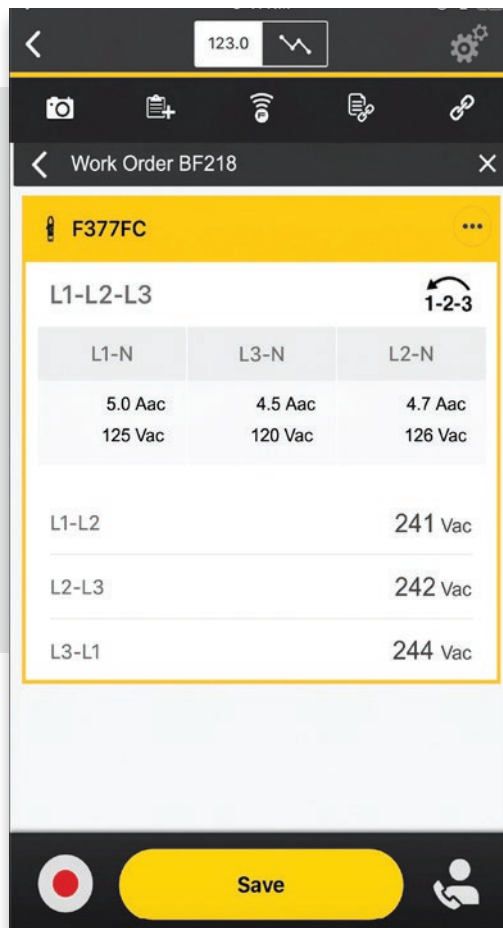 123.0
Work Order BF218
F377FC
L1-L2-L3
1-2-3
L1-N L3-N L2-N
5.0 Aac 4.5 Aac 4.7 Aac
125 Vac 120 Vac 126 Vac
L1-L2 241 Vac
L2-L3 242 Vac
L3-L1 244 Vac
Save